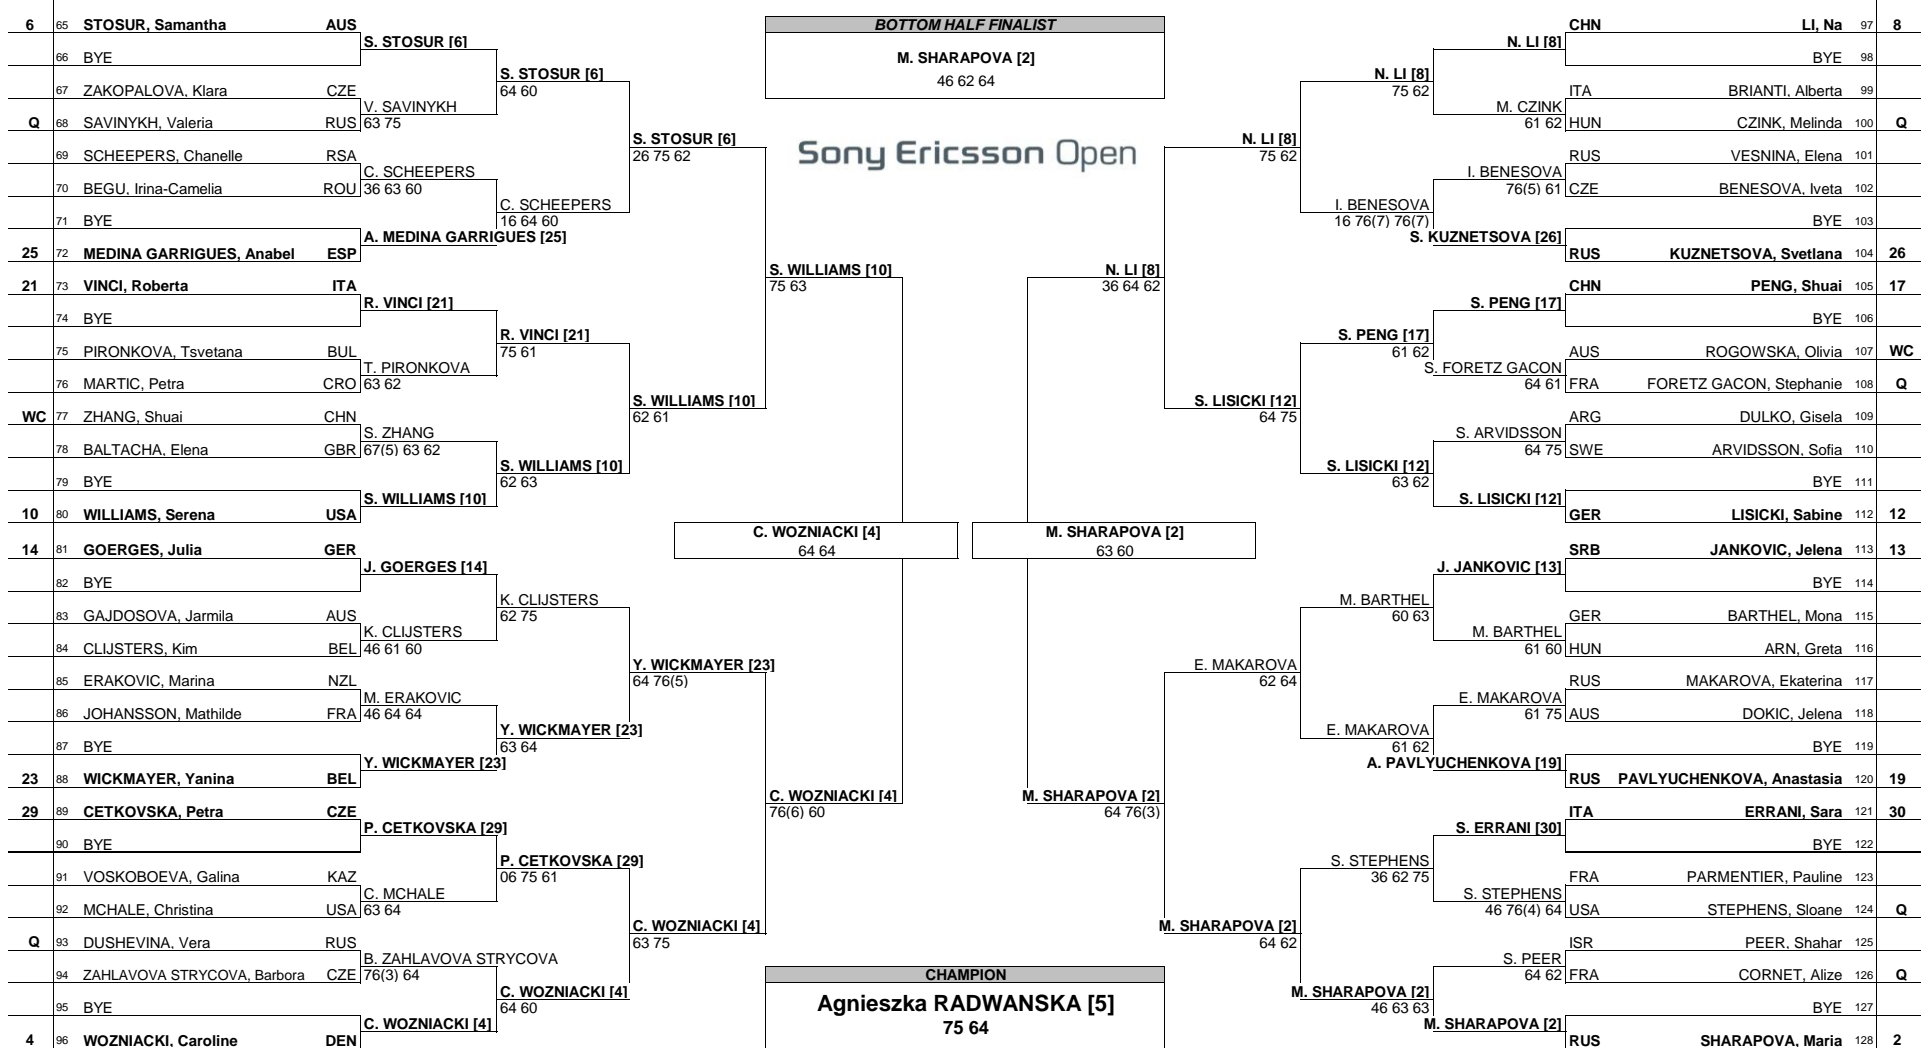 6 65 STOSUR, Samantha AUS
66 BYE
67 ZAKOPALOVA, Klara CZE
Q 68 SAVINYKH, Valeria RUS
69 SCHEEPERS, Chanelle RSA
70 BEGU, Irina-Camelia ROU
71 BYE
25 72 MEDINA GARRIGUES, Anabel ESP
21 73 VINCI, Roberta ITA
74 BYE
75 PIRONKOVA, Tsvetana BUL
76 MARTIC, Petra CRO
WC 77 ZHANG, Shuai CHN
78 BALTACHA, Elena GBR
79 BYE
10 80 WILLIAMS, Serena USA
14 81 GOERGES, Julia GER
82 BYE
83 GAJDOSOVA, Jarmila AUS
84 CLIJSTERS, Kim BEL
85 ERAKOVIC, Marina NZL
86 JOHANSSON, Mathilde FRA
87 BYE
23 88 WICKMAYER, Yanina BEL
29 89 CETKOVSKA, Petra CZE
90 BYE
91 VOSKOBOEVA, Galina KAZ
92 MCHALE, Christina USA
Q 93 DUSHEVINA, Vera RUS
94 ZAHLAVOVA STRYCOVA, Barbora CZE
95 BYE
4 96 WOZNIACKI, Caroline DEN
S. STOSUR [6]
V. SAVINYKH
63 75
C. SCHEEPERS
36 63 60
A. MEDINA GARRIGUES [25]
R. VINCI [21]
T. PIRONKOVA
63 62
S. ZHANG
67(5) 63 62
S. WILLIAMS [10]
J. GOERGES [14]
K. CLIJSTERS
46 61 60
M. ERAKOVIC
46 64 64
Y. WICKMAYER [23]
P. CETKOVSKA [29]
C. MCHALE
63 64
B. ZAHLAVOVA STRYCOVA
76(3) 64
C. WOZNIACKI [4]
S. STOSUR [6]
64 60
C. SCHEEPERS
16 64 60
R. VINCI [21]
75 61
S. WILLIAMS [10]
62 63
K. CLIJSTERS
62 75
Y. WICKMAYER [23]
63 64
P. CETKOVSKA [29]
06 75 61
C. WOZNIACKI [4]
64 60
S. STOSUR [6]
26 75 62
S. WILLIAMS [10]
62 61
Y. WICKMAYER [23]
64 76(5)
C. WOZNIACKI [4]
63 75
S. WILLIAMS [10]
75 63
C. WOZNIACKI [4]
76(6) 60
C. WOZNIACKI [4]
64 64
BOTTOM HALF FINALIST
M. SHARAPOVA [2]
46 62 64
Sony Ericsson Open
M. SHARAPOVA [2]
63 60
CHAMPION
Agnieszka RADWANSKA [5]
75 64
N. LI [8]
36 64 62
M. SHARAPOVA [2]
64 76(3)
N. LI [8]
75 62
S. LISICKI [12]
64 75
E. MAKAROVA
62 64
M. SHARAPOVA [2]
64 62
N. LI [8]
75 62
I. BENESOVA
16 76(7) 76(7)
S. PENG [17]
61 62
S. LISICKI [12]
63 62
M. BARTHEL
60 63
E. MAKAROVA
61 62
S. STEPHENS
36 62 75
M. SHARAPOVA [2]
46 63 63
N. LI [8]
M. CZINK
61 62
I. BENESOVA
76(5) 61
S. KUZNETSOVA [26]
S. PENG [17]
S. FORETZ GACON
64 61
S. ARVIDSSON
64 75
S. LISICKI [12]
J. JANKOVIC [13]
M. BARTHEL
61 60
E. MAKAROVA
61 75
A. PAVLYUCHENKOVA [19]
S. ERRANI [30]
S. STEPHENS
46 76(4) 64
S. PEER
64 62
M. SHARAPOVA [2]
CHN LI, Na 97 8
BYE 98
ITA BRIANTI, Alberta 99
HUN CZINK, Melinda 100 Q
RUS VESNINA, Elena 101
CZE BENESOVA, Iveta 102
BYE 103
RUS KUZNETSOVA, Svetlana 104 26
CHN PENG, Shuai 105 17
BYE 106
AUS ROGOWSKA, Olivia 107 WC
FRA FORETZ GACON, Stephanie 108 Q
ARG DULKO, Gisela 109
SWE ARVIDSSON, Sofia 110
BYE 111
GER LISICKI, Sabine 112 12
SRB JANKOVIC, Jelena 113 13
BYE 114
GER BARTHEL, Mona 115
HUN ARN, Greta 116
RUS MAKAROVA, Ekaterina 117
AUS DOKIC, Jelena 118
BYE 119
RUS PAVLYUCHENKOVA, Anastasia 120 19
ITA ERRANI, Sara 121 30
BYE 122
FRA PARMENTIER, Pauline 123
USA STEPHENS, Sloane 124 Q
ISR PEER, Shahar 125
FRA CORNET, Alize 126 Q
BYE 127
RUS SHARAPOVA, Maria 128 2